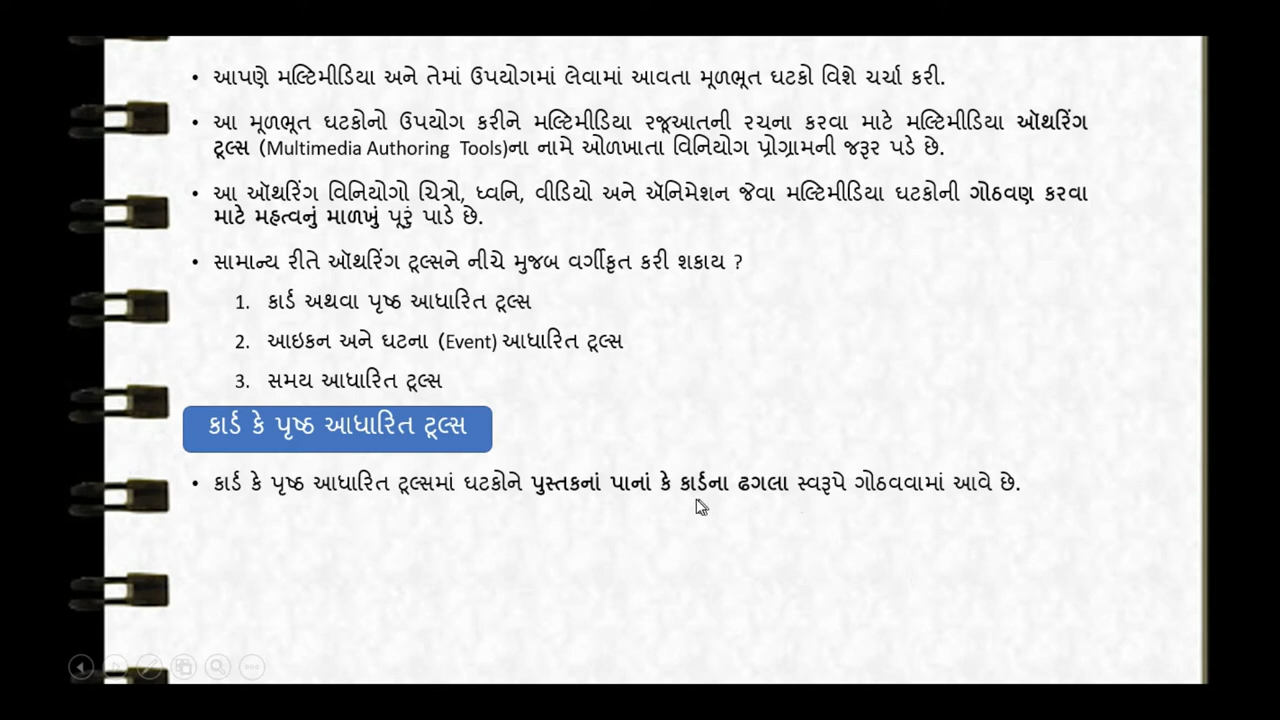 • આપણે મલ્ટિમીડિયા અને તેમાં ઉપયોગમાં લેવામાં આવતા મૂળભૂત ઘટકો વિશે ચર્ચા કરી.
• આ મૂળભૂત ઘટકોનો ઉપયોગ કરીને મલ્ટિમીડિયા રજૂઆતની રચના કરવા માટે મલ્ટિમીડિયા ઑથરિંગ
ટૂલ્સ (Multimedia Authoring Tools)ના નામે ઓળખાતા વિનિયોગ પ્રોગ્રામની જરૂર પડે છે.
• આ ઑથરિંગ વિનિયોગો ચિત્રો, ધ્વનિ, વીડિયો અને ઍનિમેશન જેવા મલ્ટિમીડિયા ઘટકોની ગોઠવણ કરવા
માટે મહત્વનું માળખું પૂરું પાડે છે.
• સામાન્ય રીતે ઑથરિંગ ટૂલ્સને નીચે મુજબ વર્ગીકૃત કરી શકાય ?
1. કાર્ડ અથવા પૃષ્ઠ આધારિત ટૂલ્સ
2. આઇકન અને ઘટના (Event) આધારિત ટૂલ્સ
3. સમય આધારિત ટૂલ્સ
કાર્ડ કે પૃષ્ઠ આધારિત ટૂલ્સ
• કાર્ડ કે પૃષ્ઠ આધારિત ટૂલ્સમાં ઘટકોને પુસ્તકનાં પાનાં કે કાર્ડના ઢગલા સ્વરૂપે ગોઠવવામાં આવે છે.